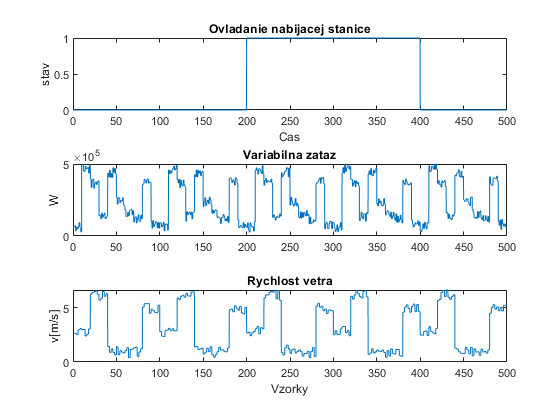 Ovladanie nabijacej stanice
1
0.5
0
stav
0 50 100 150 200 250 300 350 400 450 500
Cas
Variabilna zataz
×10^5
5
0
W
0 50 100 150 200 250 300 350 400 450 500
Rychlost vetra
5
0
v[m/s]
0 50 100 150 200 250 300 350 400 450 500
Vzorky